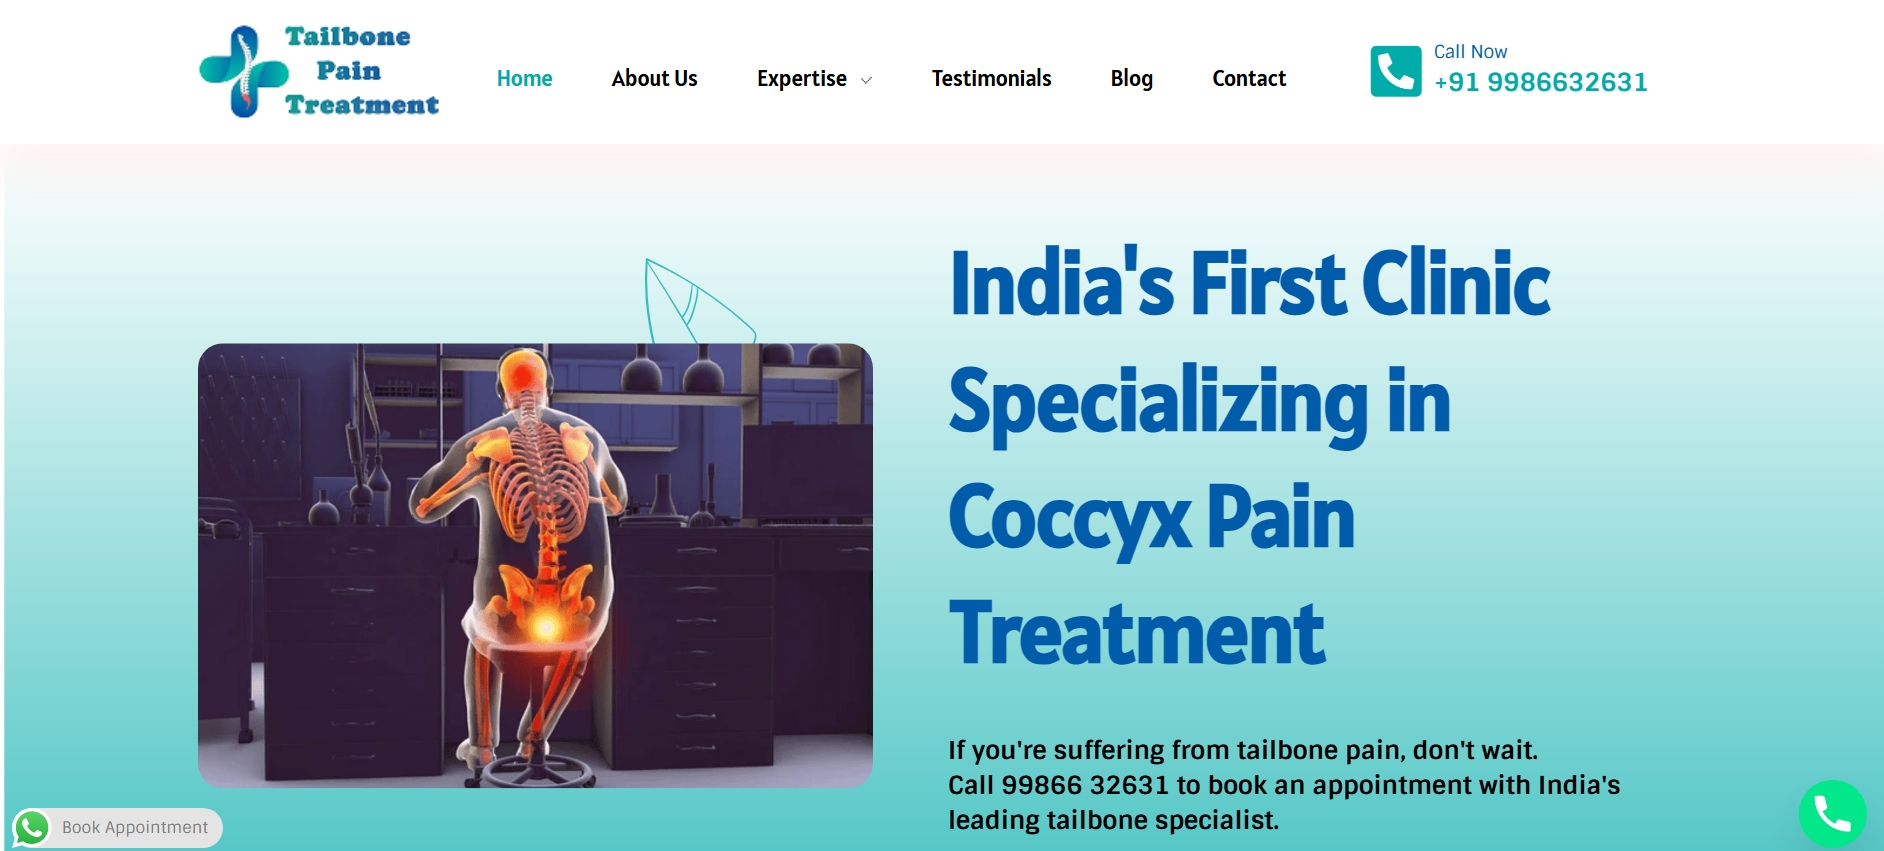 Tailbone
Pain
Treatment
Home
About Us
Expertise
Testimonials
Blog
Contact
Call Now
+91 9986632631
India's First Clinic
Specializing in
Coccyx Pain
Treatment
If you're suffering from tailbone pain, don't wait.
Call 99866 32631 to book an appointment with India's
leading tailbone specialist.
Book Appointment